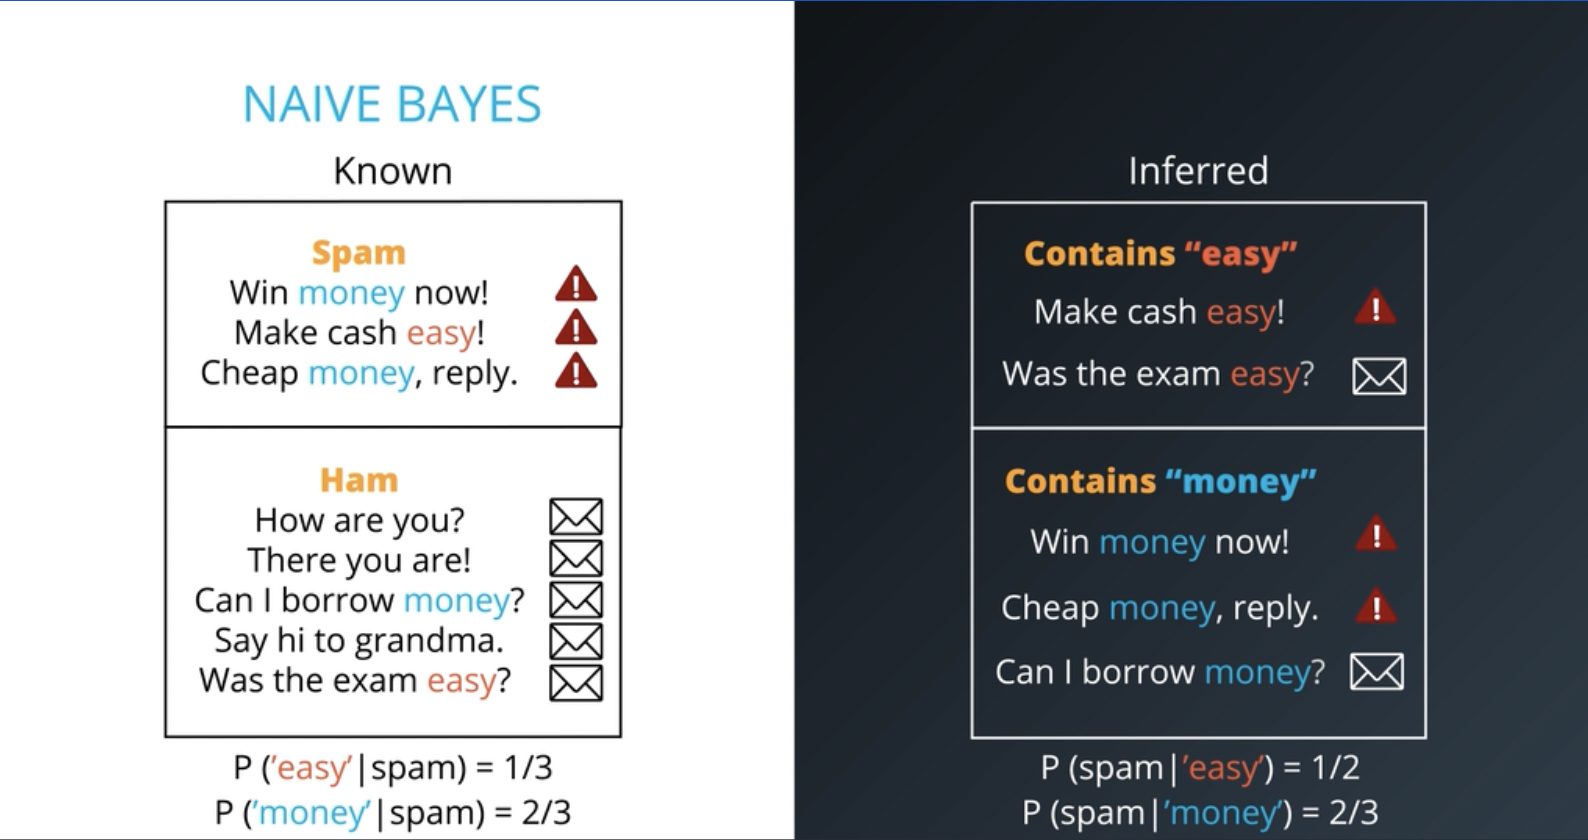 NAIVE BAYES
Known
Spam
Win money now!
Make cash easy!
Cheap money, reply.
Ham
How are you?
There you are!
Can I borrow money?
Say hi to grandma.
Was the exam easy?
P ('easy'|spam) = 1/3
P ('money'|spam) = 2/3
Inferred
Contains “easy”
Make cash easy!
Was the exam easy?
Contains “money”
Win money now!
Cheap money, reply.
Can I borrow money?
P (spam|'easy') = 1/2
P (spam|'money') = 2/3